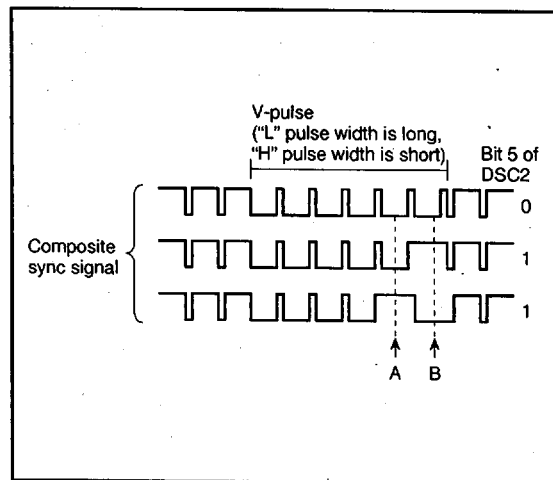 V-pulse
(“L” pulse width is long,
“H” pulse width is short)
Bit 5 of
DSC2
0
Composite
sync signal
1
1
A
B